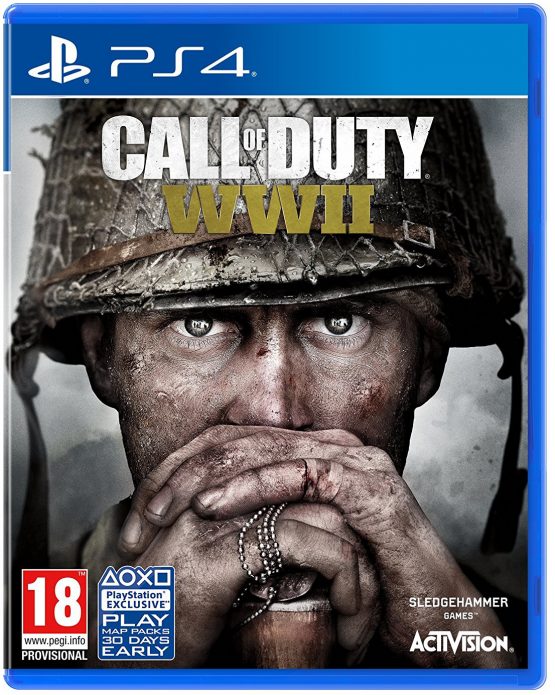 PS4
CALL OF DUTY
WWII
18
www.pegi.info
PROVISIONAL
PlayStation
EXCLUSIVE
PLAY
MAP PACKS
30 DAYS
EARLY
SLEDGEHAMMER
GAMES™
ACTIVISION®